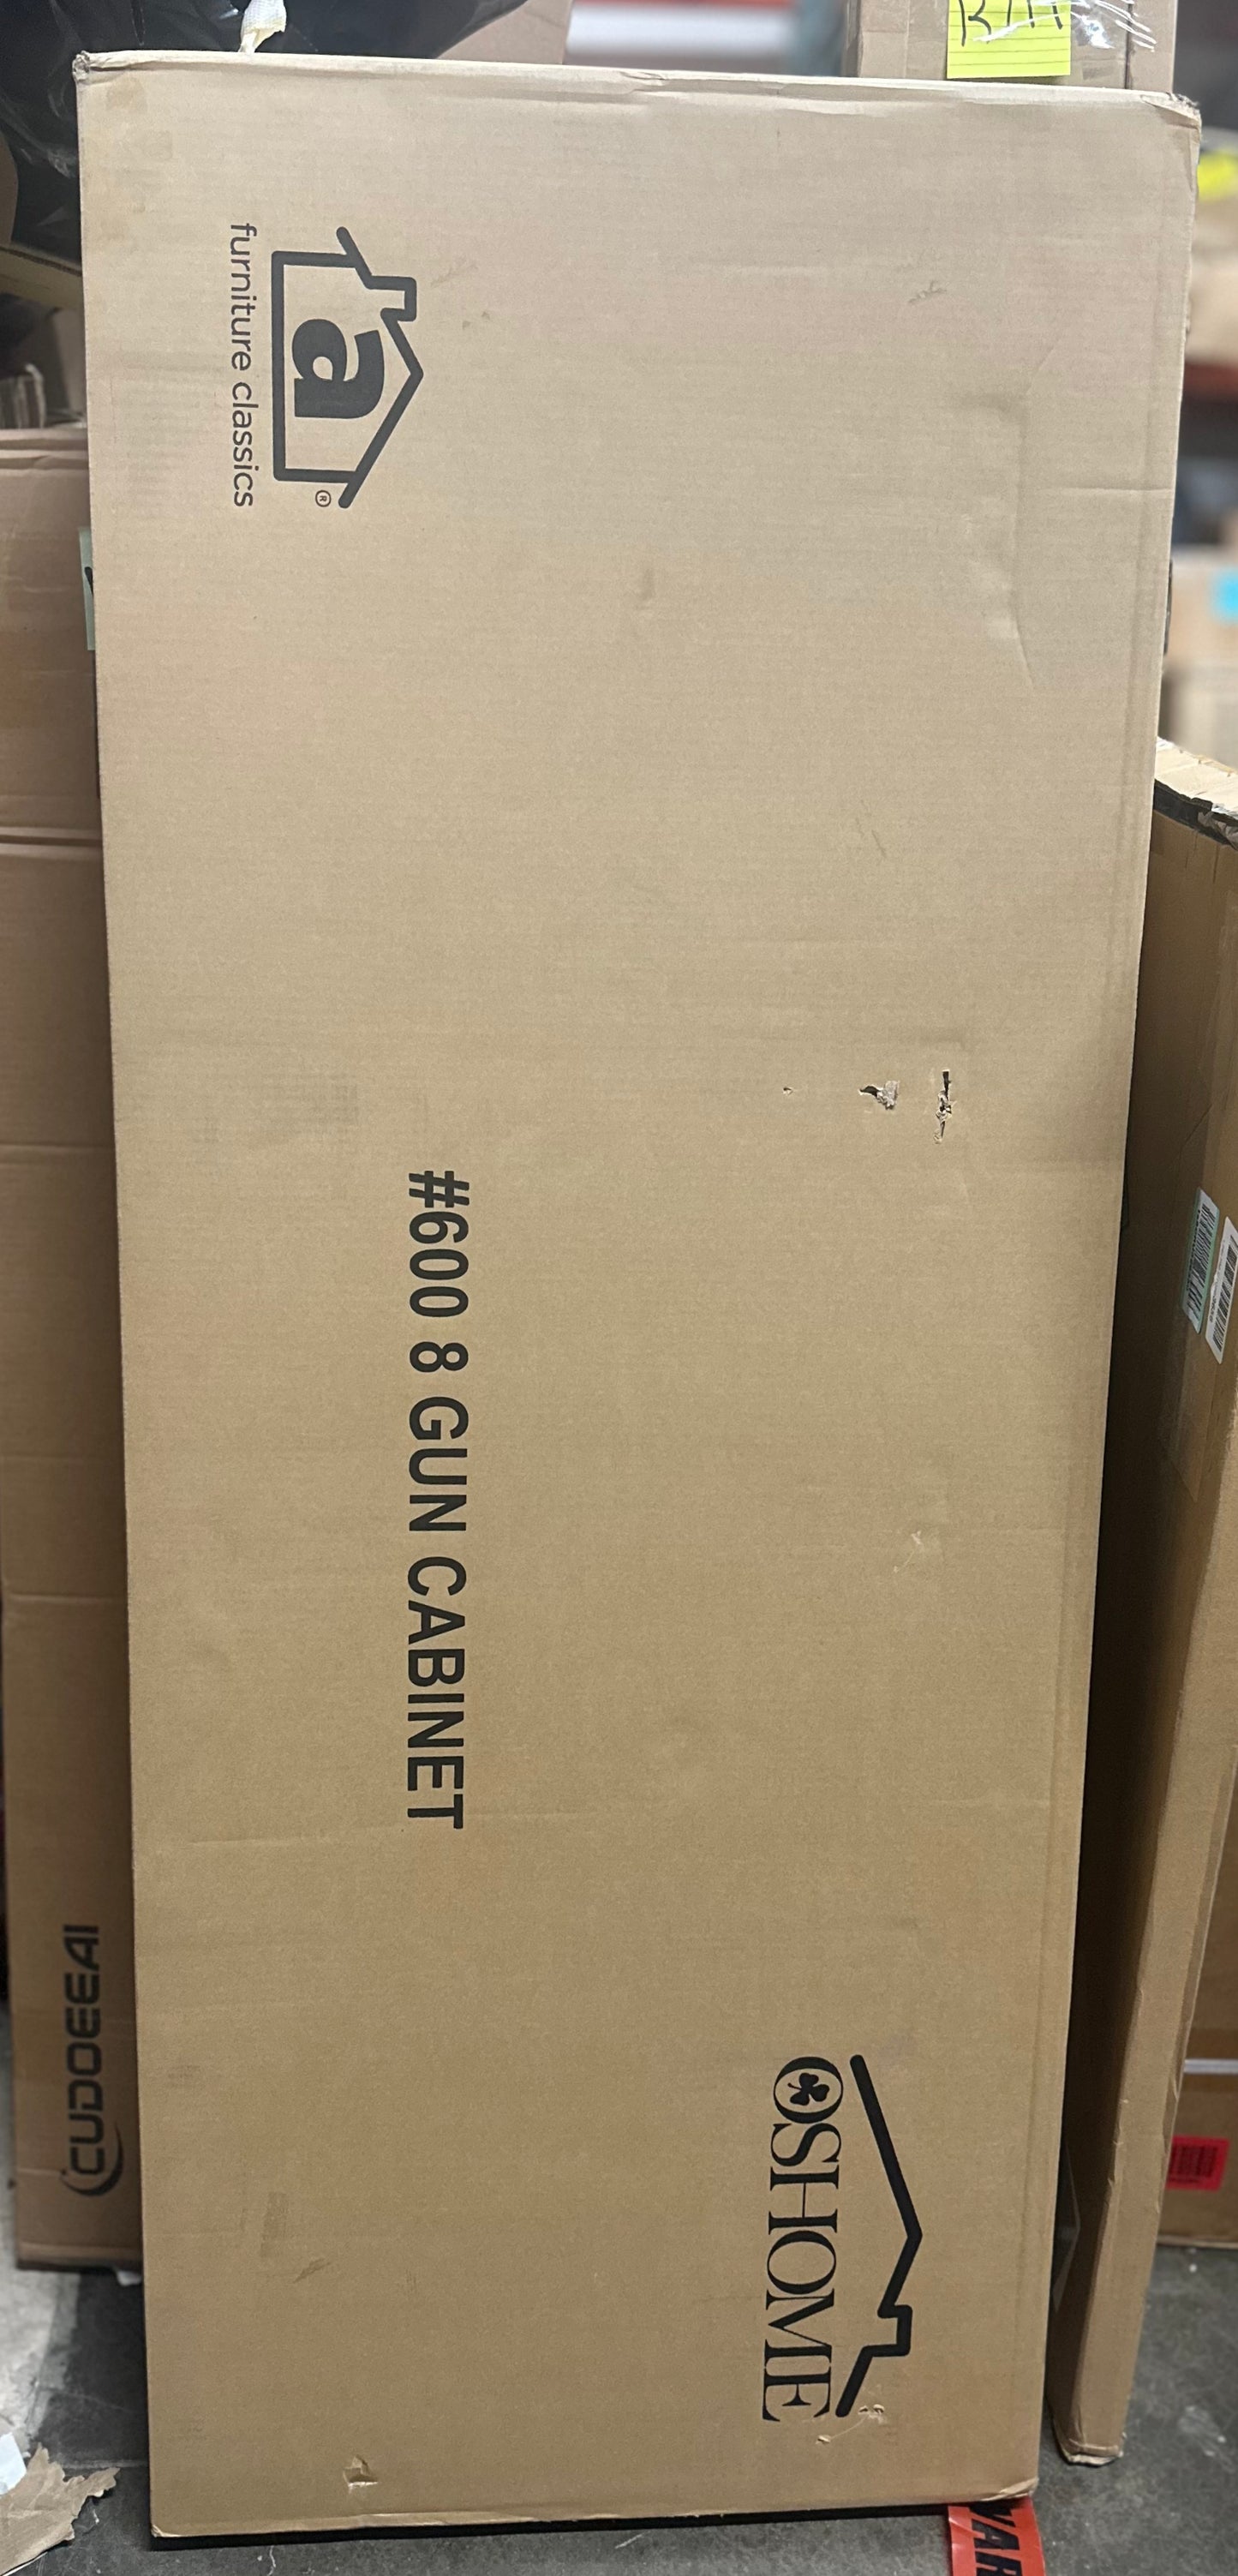 a
®
furniture classics
#600 8 GUN CABINET
OSHOME
CUDOEEAI